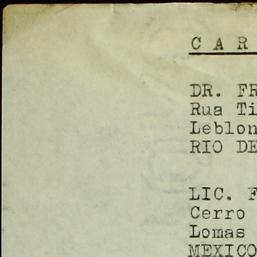 C A R
DR. FR
Rua Ti
Leblon
RIO DE
LIC. F
Cerro
Lomas
MEXICO